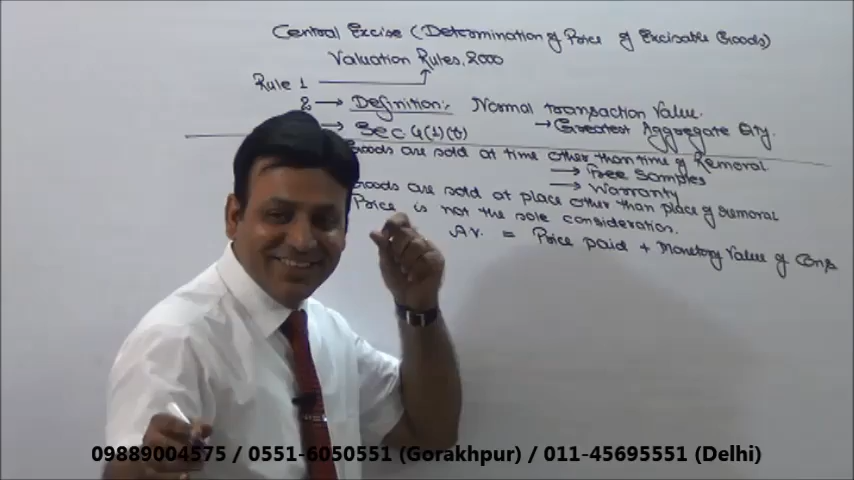 Central Excise (Determination of Price of Excisable Goods)
Valuation Rules, 2000
Rule 1
2 → Definition:- Normal transaction Value.
→ Sec 4(1)(b) → Greatest Aggregate Qty.
Goods are sold at time other than time of Removal
→ Free Samples
→ Warranty
Goods are sold at place other than place of removal
Price is not the sole consideration.
A.V. = Price paid + Monetary Value of Cons
09889004575 / 0551-6050551 (Gorakhpur) / 011-45695551 (Delhi)